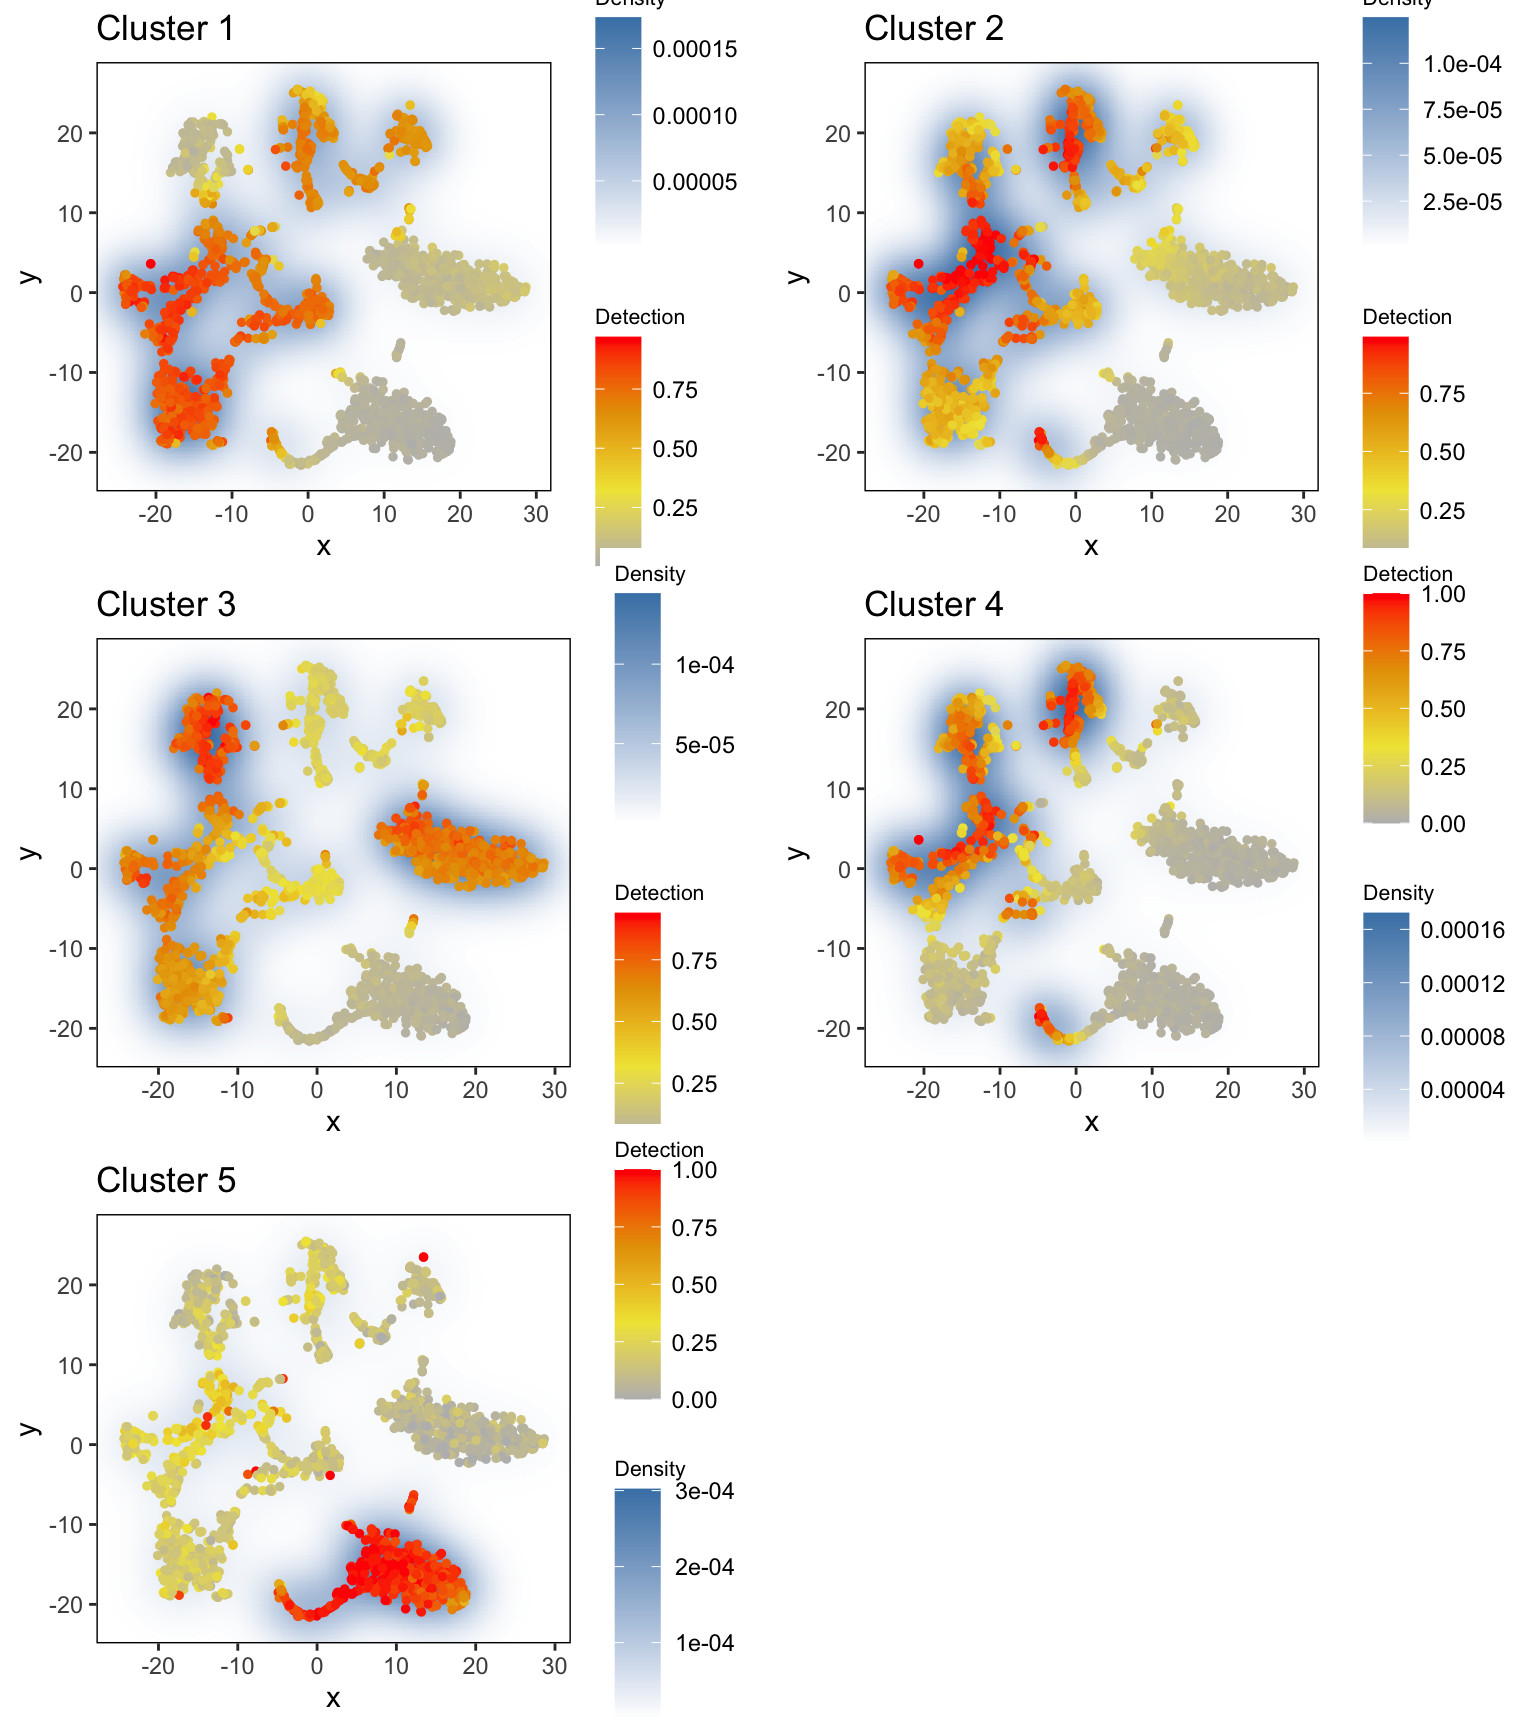 Cluster 1
Density
0.00015
0.00010
0.00005
Detection
0.75
0.50
0.25
20
10
0
-10
-20
y
-20 -10 0 10 20 30
x
Cluster 2
Density
1.0e-04
7.5e-05
5.0e-05
2.5e-05
Detection
0.75
0.50
0.25
20
10
0
-10
-20
y
-20 -10 0 10 20 30
x
Cluster 3
Density
1e-04
5e-05
Detection
0.75
0.50
0.25
20
10
0
-10
-20
y
-20 -10 0 10 20 30
x
Cluster 4
Detection
1.00
0.75
0.50
0.25
0.00
Density
0.00016
0.00012
0.00008
0.00004
20
10
0
-10
-20
y
-20 -10 0 10 20 30
x
Cluster 5
Detection
1.00
0.75
0.50
0.25
0.00
Density
3e-04
2e-04
1e-04
20
10
0
-10
-20
y
-20 -10 0 10 20 30
x